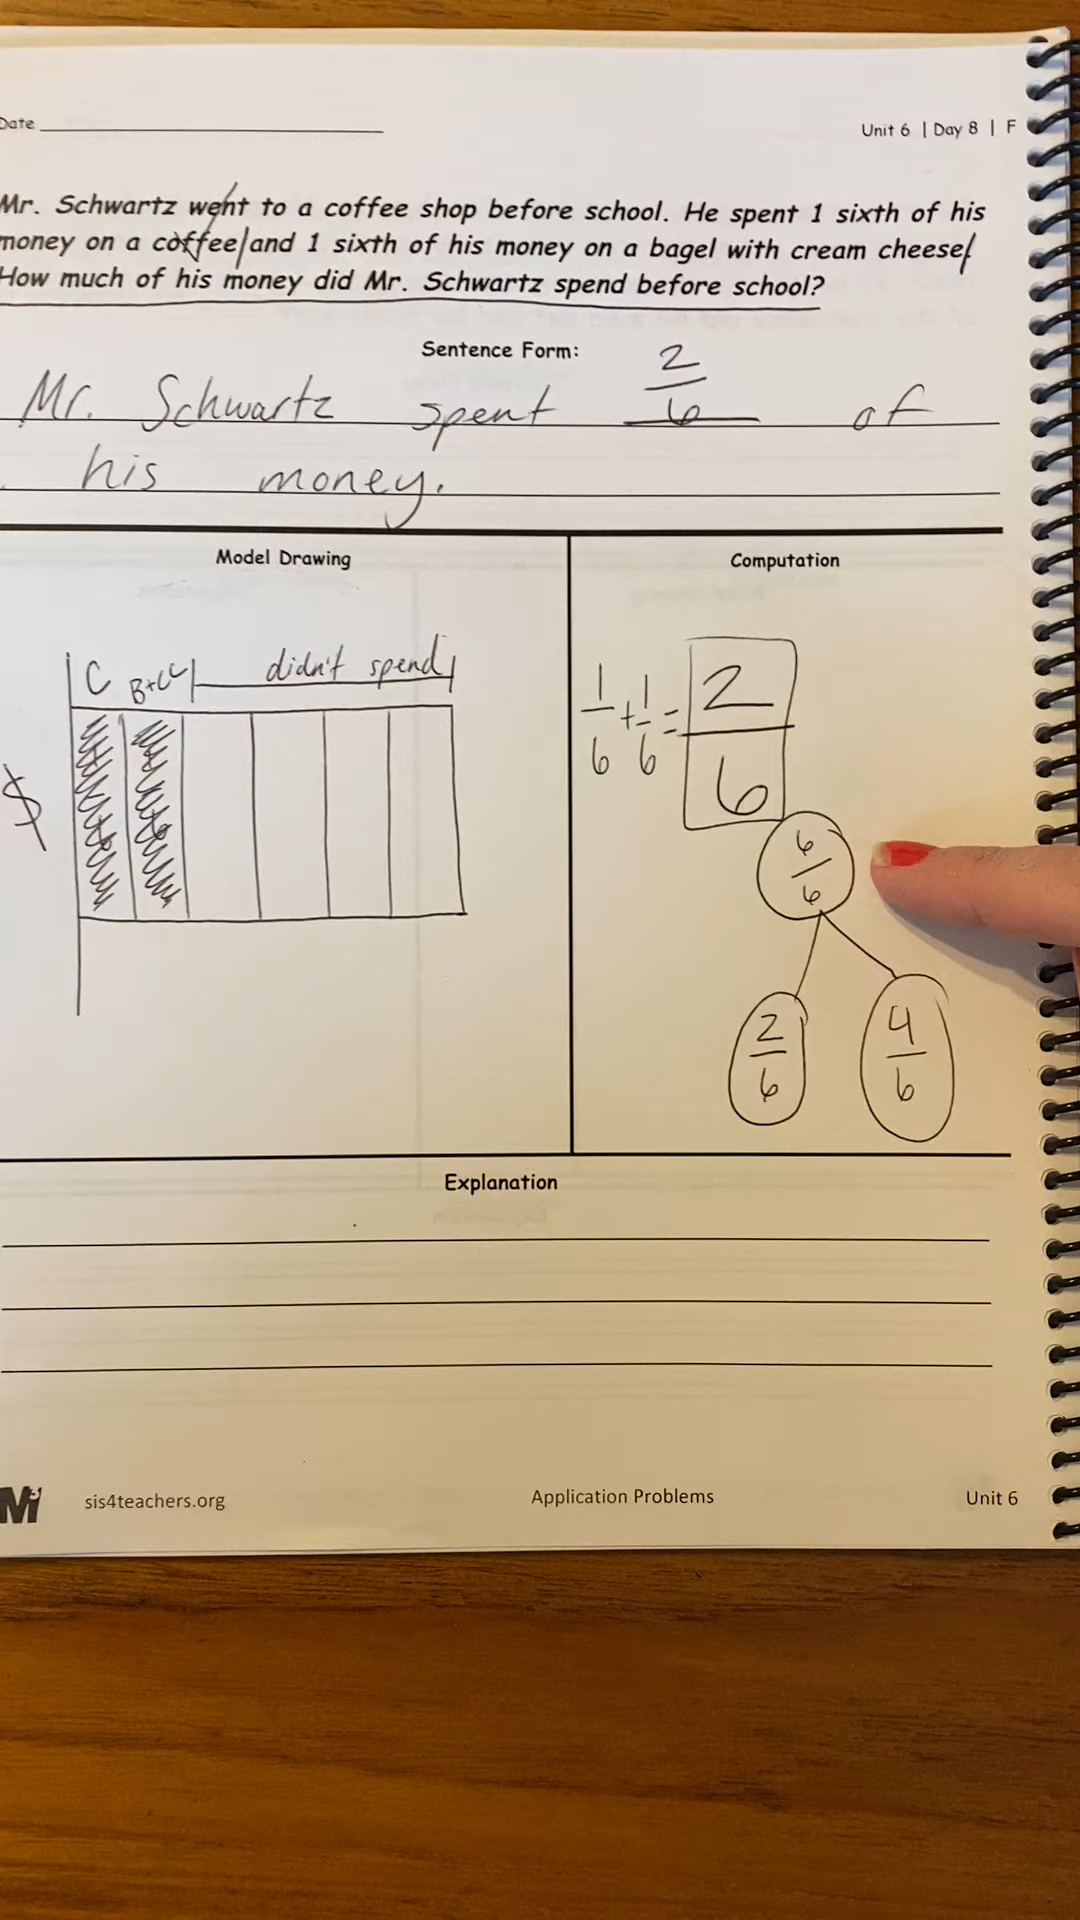 Date
Unit 6 | Day 8 | F
Mr. Schwartz went to a coffee shop before school. He spent 1 sixth of his
money on a coffee and 1 sixth of his money on a bagel with cream cheese.
How much of his money did Mr. Schwartz spend before school?
Sentence Form:
Mr. Schwartz spent 2/6 of
his money.
Model Drawing
Computation
C B+CC didn't spend
$
1/6 + 1/6 = 2/6
6/6
2/6 4/6
Explanation
sis4teachers.org
Application Problems
Unit 6